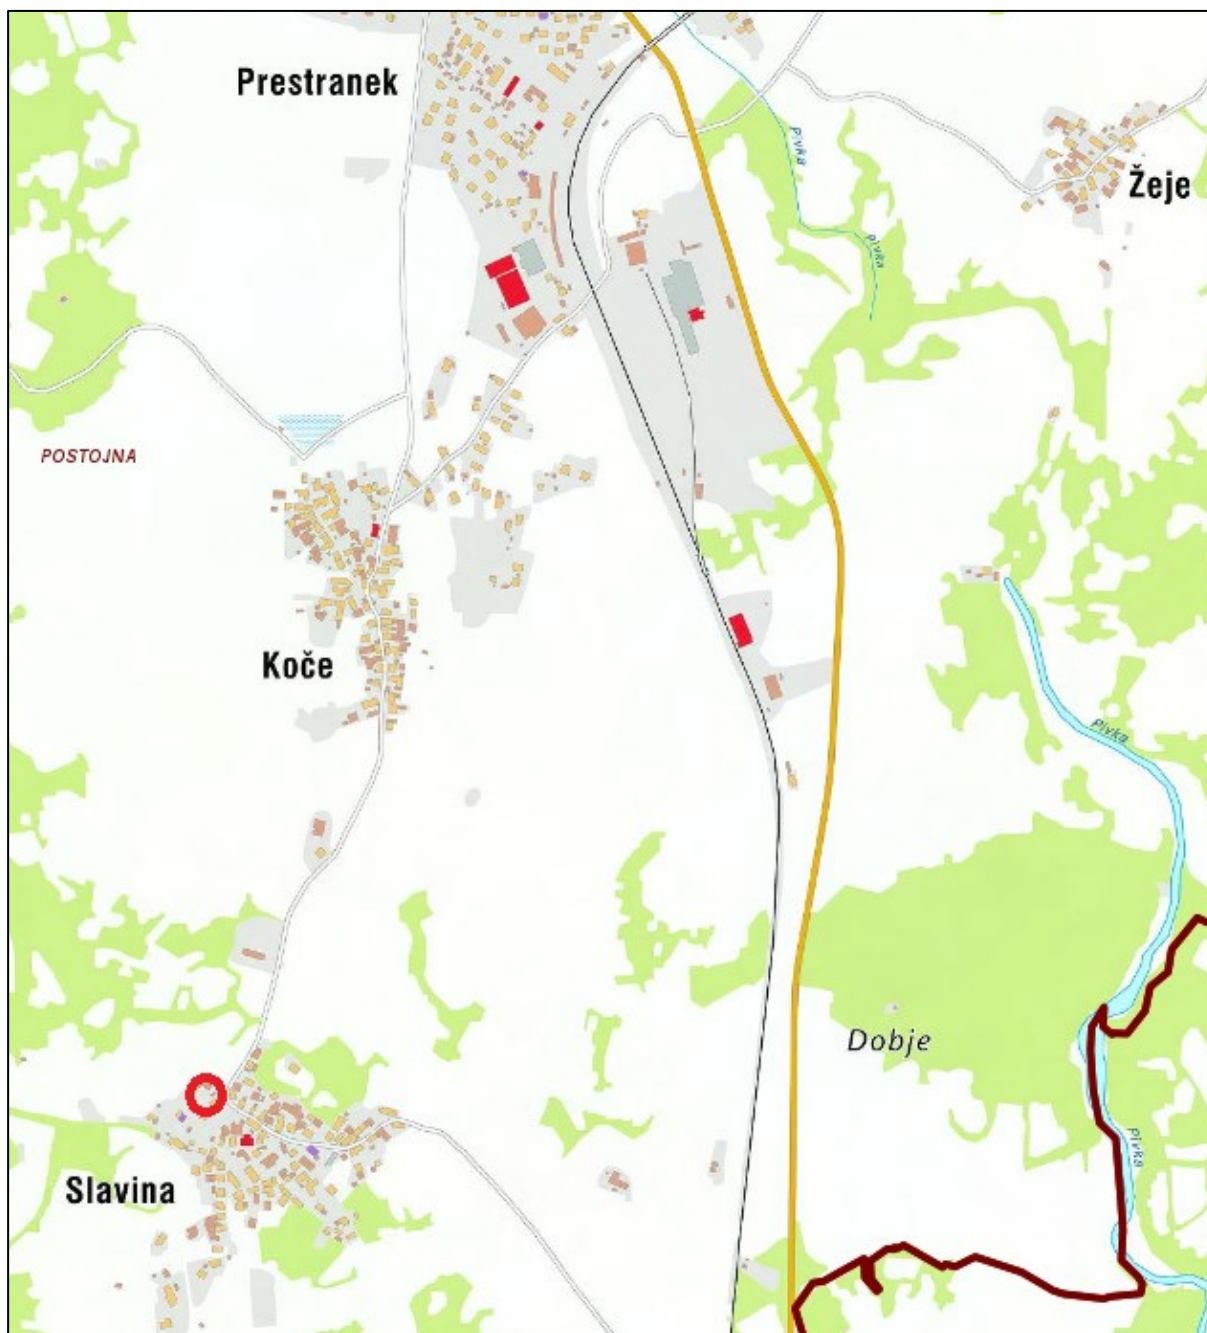 Prestranek
Pivka
Žeje
Pivka
POSTOJNA
Koče
Pivka
Dobje
Pivka
Slavina